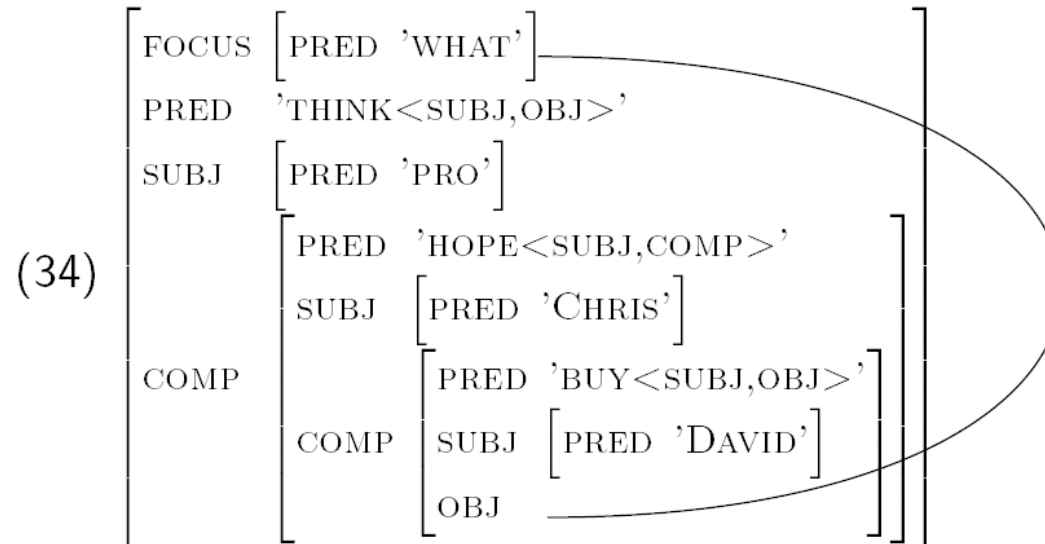 FOCUS [PRED 'WHAT']
PRED 'THINK<SUBJ,OBJ>'
SUBJ [PRED 'PRO']
PRED 'HOPE<SUBJ,COMP>'
(34)
SUBJ [PRED 'CHRIS']
COMP
PRED 'BUY<SUBJ,OBJ>'
COMP
SUBJ [PRED 'DAVID']
OBJ